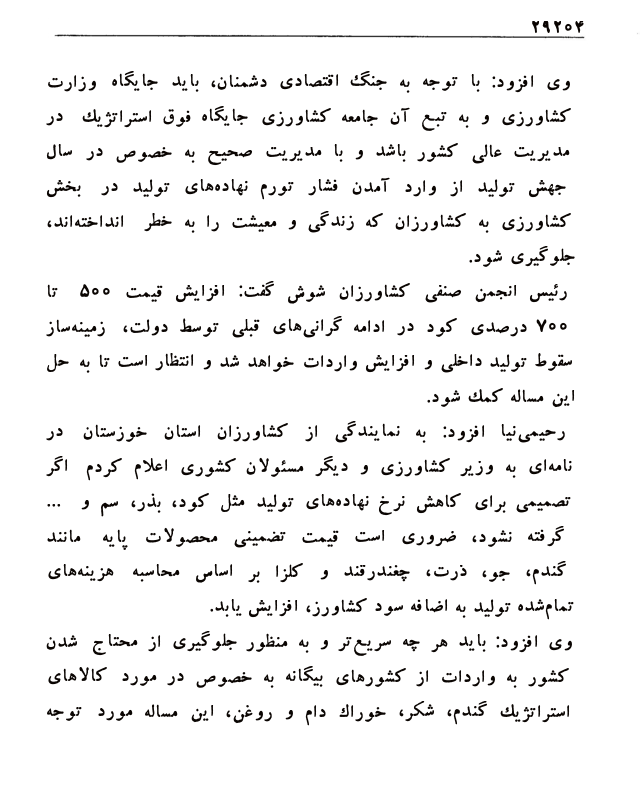 ۲۹۲۰۴
وی افزود: با توجه به جنگ اقتصادی دشمنان، باید جایگاه وزارت
کشاورزی و به تبع آن جامعه کشاورزی جایگاه فوق استراتژیك در
مدیریت عالی کشور باشد و با مدیریت صحیح به خصوص در سال
جهش تولید از وارد آمدن فشار تورم نهاده‌های تولید در بخش
کشاورزی به کشاورزان که زندگی و معیشت را به خطر انداخته‌اند،
جلوگیری شود.
رئیس انجمن صنفی کشاورزان شوش گفت: افزایش قیمت ۵۰۰ تا
۷۰۰ درصدی کود در ادامه گرانی‌های قبلی توسط دولت، زمینه‌ساز
سقوط تولید داخلی و افزایش واردات خواهد شد و انتظار است تا به حل
این مساله کمك شود.
رحیمی‌نیا افزود: به نمایندگی از کشاورزان استان خوزستان در
نامه‌ای به وزیر کشاورزی و دیگر مسئولان کشوری اعلام کردم اگر
تصمیمی برای کاهش نرخ نهاده‌های تولید مثل کود، بذر، سم و ...
گرفته نشود، ضروری است قیمت تضمینی محصولات پایه مانند
گندم، جو، ذرت، چغندرقند و کلزا بر اساس محاسبه هزینه‌های
تمام‌شده تولید به اضافه سود کشاورز، افزایش یابد.
وی افزود: باید هر چه سریع‌تر و به منظور جلوگیری از محتاج شدن
کشور به واردات از کشورهای بیگانه به خصوص در مورد کالاهای
استراتژیك گندم، شکر، خوراك دام و روغن، این مساله مورد توجه